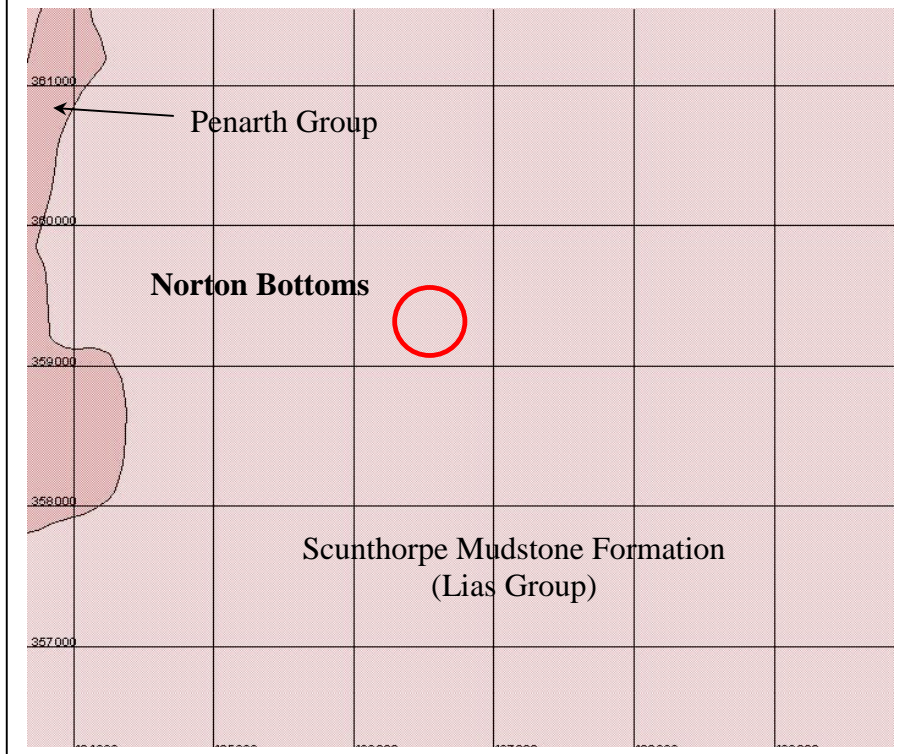 361000
Penarth Group
360000
Norton Bottoms
359000
358000
Scunthorpe Mudstone Formation
(Lias Group)
357000